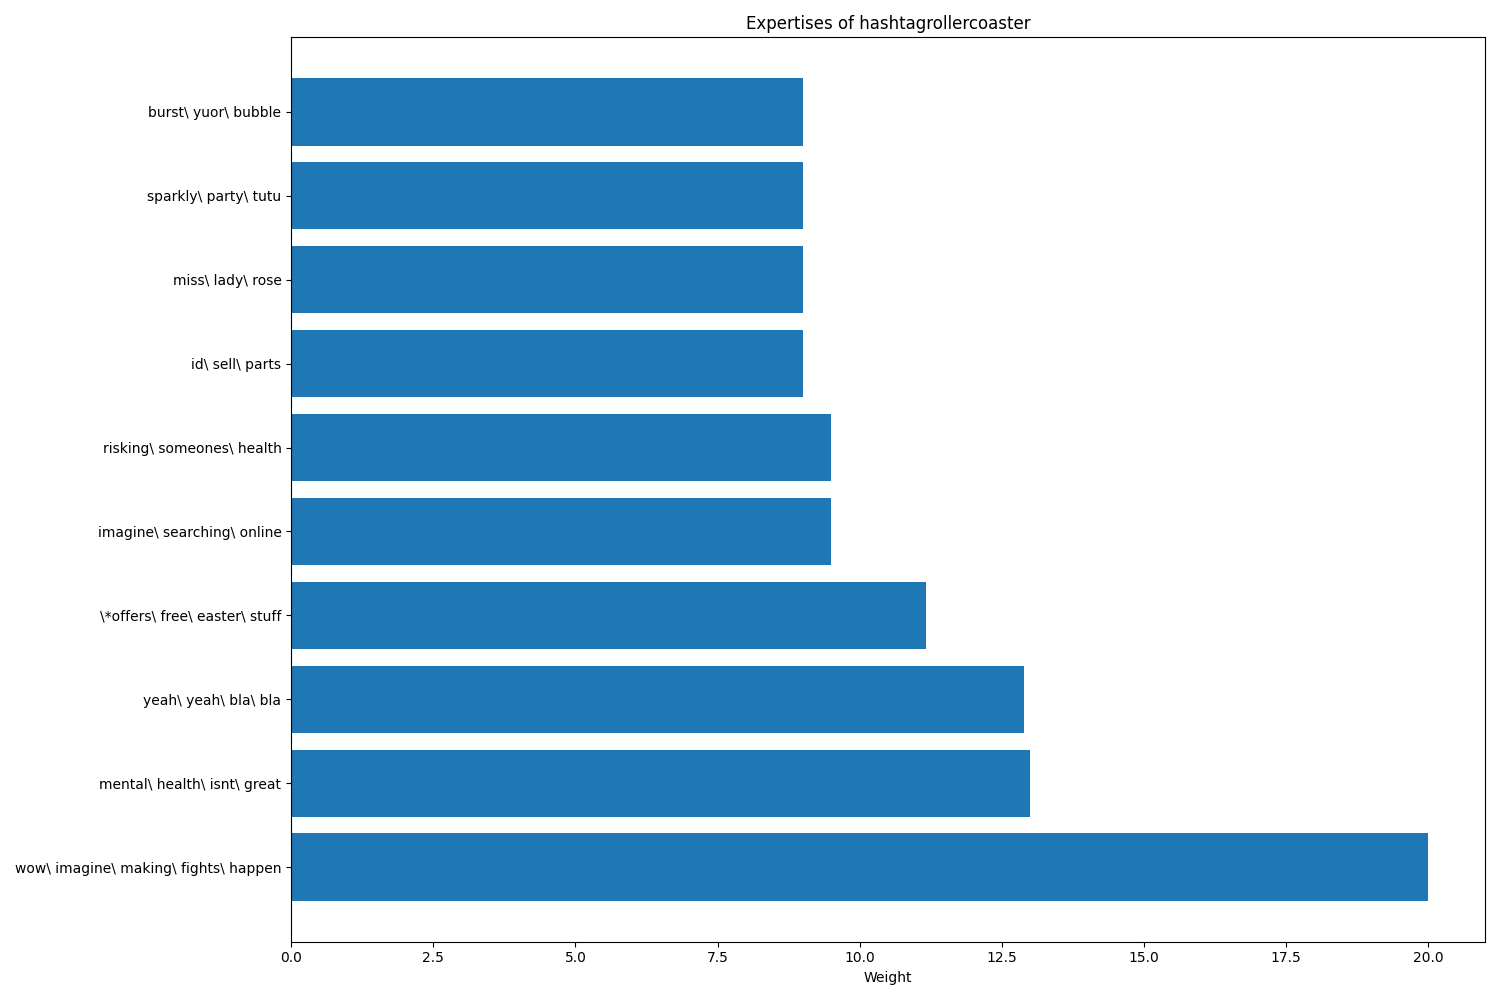 Expertises of hashtagrollercoaster
burst\ yuor\ bubble
sparkly\ party\ tutu
miss\ lady\ rose
id\ sell\ parts
risking\ someones\ health
imagine\ searching\ online
\*offers\ free\ easter\ stuff
yeah\ yeah\ bla\ bla
mental\ health\ isnt\ great
wow\ imagine\ making\ fights\ happen
0.0 2.5 5.0 7.5 10.0 12.5 15.0 17.5 20.0
Weight